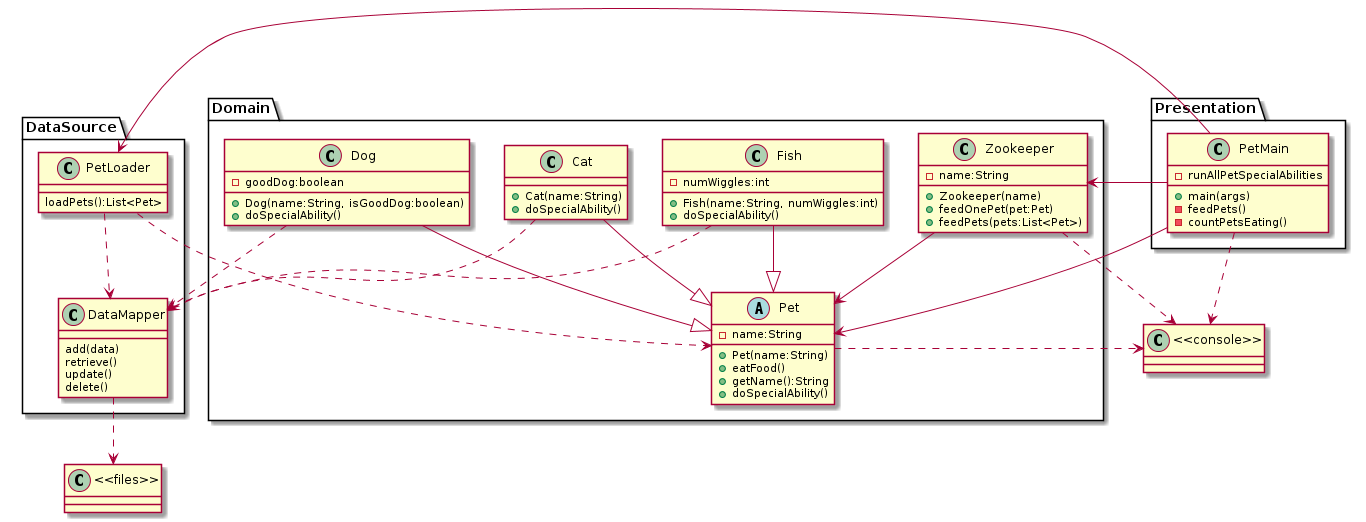 DataSource
C PetLoader
loadPets():List<Pet>
C DataMapper
add(data)
retrieve()
update()
delete()
C <<files>>
Domain
C Dog
goodDog:boolean
Dog(name:String, isGoodDog:boolean)
doSpecialAbility()
C Cat
Cat(name:String)
doSpecialAbility()
C Fish
numWiggles:int
Fish(name:String, numWiggles:int)
doSpecialAbility()
C Zookeeper
name:String
Zookeeper(name)
feedOnePet(pet:Pet)
feedPets(pets:List<Pet>)
A Pet
name:String
Pet(name:String)
eatFood()
getName():String
doSpecialAbility()
Presentation
C PetMain
runAllPetSpecialAbilities
main(args)
feedPets()
countPetsEating()
C <<console>>